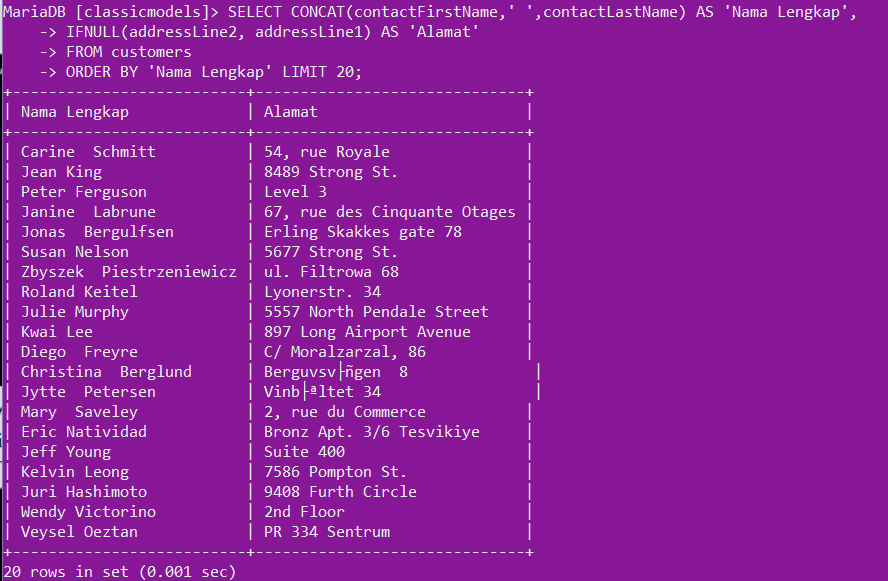 MariaDB [classicmodels]> SELECT CONCAT(contactFirstName,' ',contactLastName) AS 'Nama Lengkap',
    -> IFNULL(addressLine2, addressLine1) AS 'Alamat'
    -> FROM customers
    -> ORDER BY 'Nama Lengkap' LIMIT 20;
+-------------------------+------------------------------+
| Nama Lengkap            | Alamat                       |
+-------------------------+------------------------------+
| Carine  Schmitt         | 54, rue Royale               |
| Jean King               | 8489 Strong St.              |
| Peter Ferguson          | Level 3                      |
| Janine  Labrune         | 67, rue des Cinquante Otages |
| Jonas  Bergulfsen       | Erling Skakkes gate 78       |
| Susan Nelson            | 5677 Strong St.              |
| Zbyszek  Piestrzeniewicz | ul. Filtrowa 68              |
| Roland Keitel           | Lyonerstr. 34                |
| Julie Murphy            | 5557 North Pendale Street    |
| Kwai Lee                | 897 Long Airport Avenue      |
| Diego  Freyre           | C/ Moralzarzal, 86           |
| Christina  Berglund     | Berguvsv├ñgen  8              |
| Jytte  Petersen         | Vinb├ªltet 34                 |
| Mary  Saveley           | 2, rue du Commerce           |
| Eric Natividad          | Bronz Apt. 3/6 Tesvikiye     |
| Jeff Young              | Suite 400                    |
| Kelvin Leong            | 7586 Pompton St.             |
| Juri Hashimoto          | 9408 Furth Circle            |
| Wendy Victorino         | 2nd Floor                    |
| Veysel Oeztan           | PR 334 Sentrum               |
+-------------------------+------------------------------+
20 rows in set (0.001 sec)